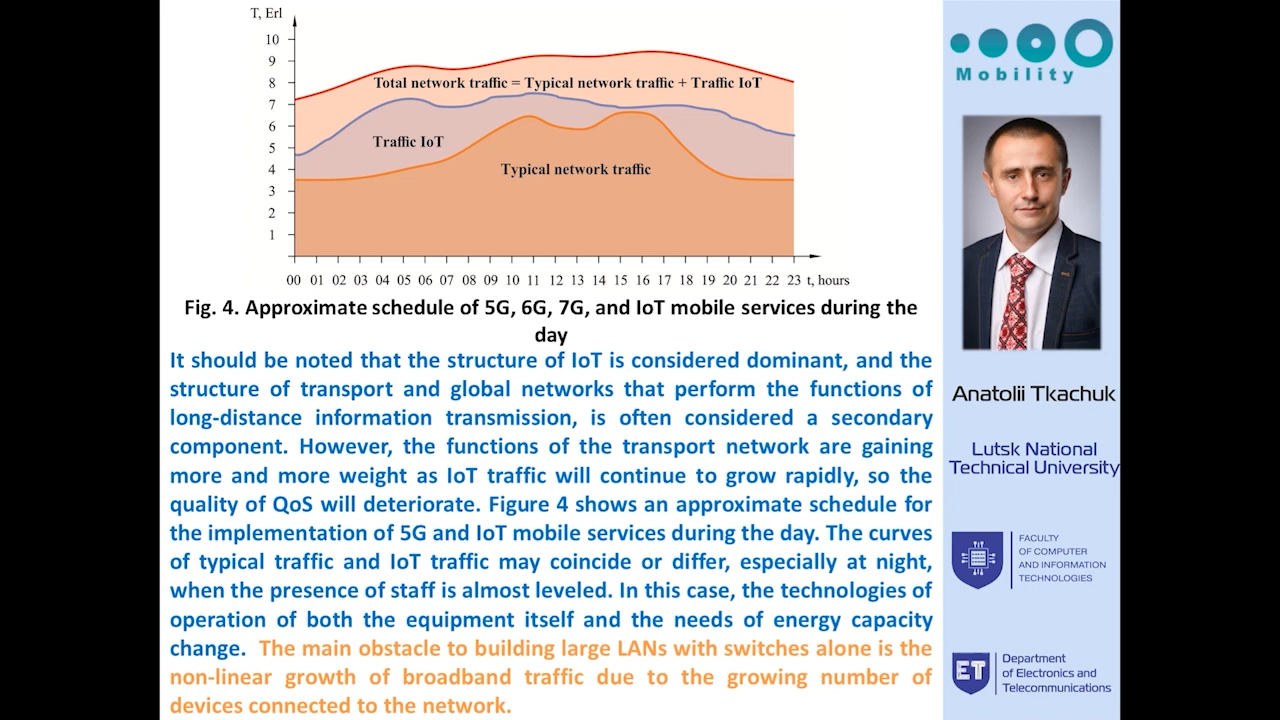 T, Erl
10
9
8
7
6
5
4
3
2
1
Total network traffic = Typical network traffic + Traffic IoT
Traffic IoT
Typical network traffic
00 01 02 03 04 05 06 07 08 09 10 11 12 13 14 15 16 17 18 19 20 21 22 23 t, hours
Fig. 4. Approximate schedule of 5G, 6G, 7G, and IoT mobile services during the
day
It should be noted that the structure of IoT is considered dominant, and the
structure of transport and global networks that perform the functions of
long-distance information transmission, is often considered a secondary
component. However, the functions of the transport network are gaining
more and more weight as IoT traffic will continue to grow rapidly, so the
quality of QoS will deteriorate. Figure 4 shows an approximate schedule for
the implementation of 5G and IoT mobile services during the day. The curves
of typical traffic and IoT traffic may coincide or differ, especially at night,
when the presence of staff is almost leveled. In this case, the technologies of
operation of both the equipment itself and the needs of energy capacity
change. The main obstacle to building large LANs with switches alone is the
non-linear growth of broadband traffic due to the growing number of
devices connected to the network.
Mobility
Anatolii Tkachuk
Lutsk National
Technical University
FACULTY
OF COMPUTER
AND INFORMATION
TECHNOLOGIES
ET
Department
of Electronics and
Telecommunications